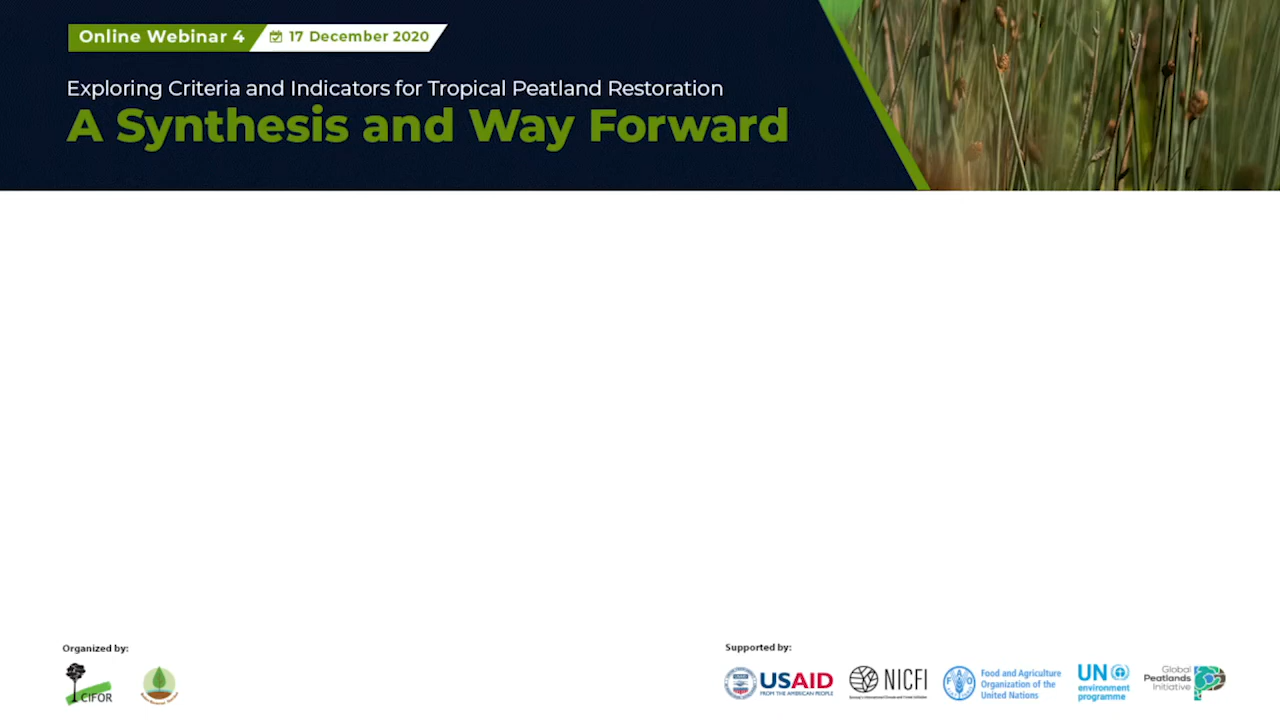 Online Webinar 4
17 December 2020
Exploring Criteria and Indicators for Tropical Peatland Restoration
A Synthesis and Way Forward
Organized by:
Supported by:
CIFOR
USAID
FROM THE AMERICAN PEOPLE
NICFI
FAO
Food and Agriculture
Organization of the
United Nations
UN
environment
programme
Global
Peatlands
Initiative